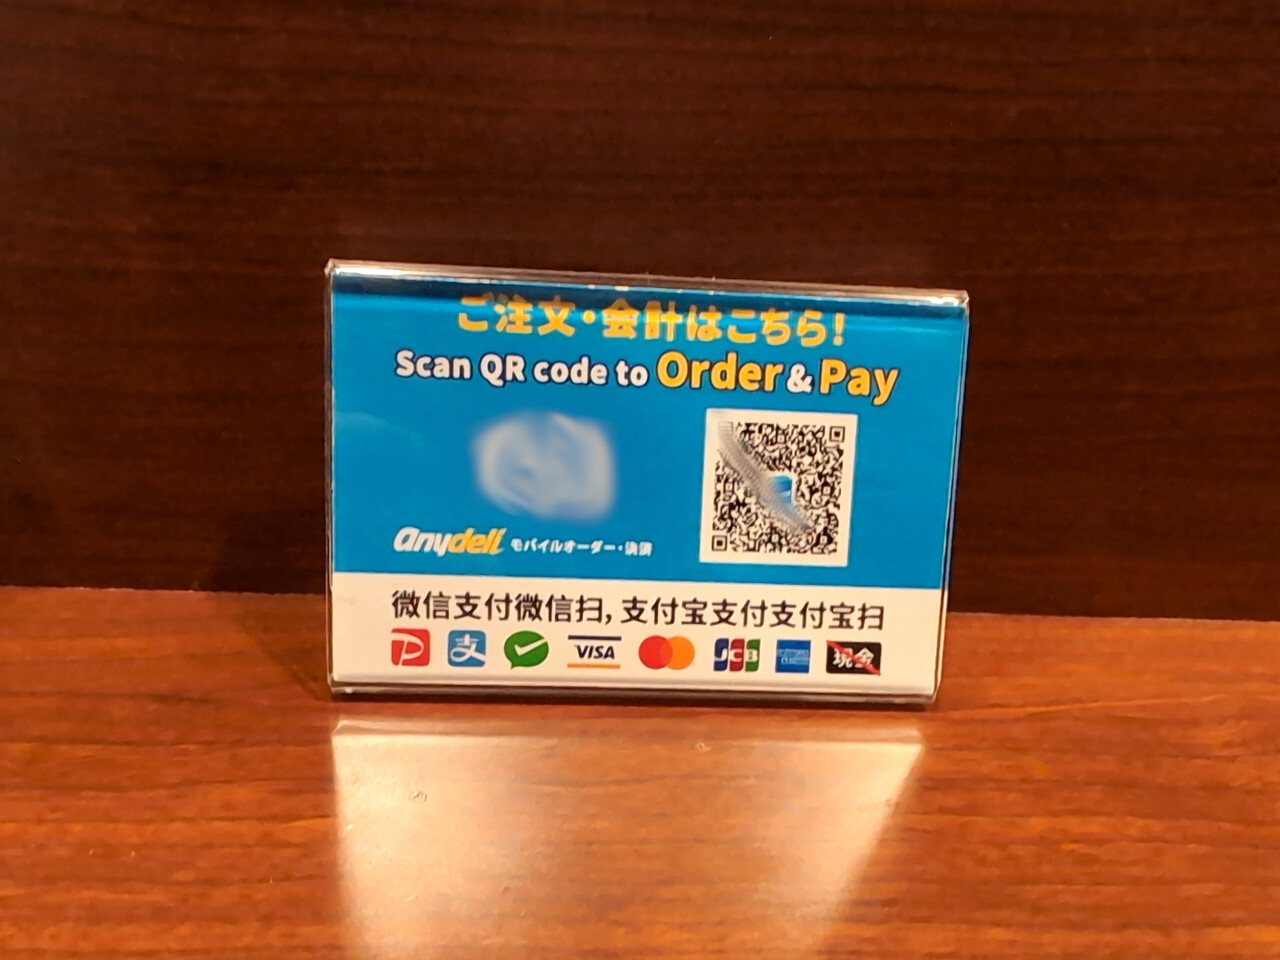 ご注文・会計はこちら!
Scan QR code to Order & Pay
anydeli モバイルオーダー・決済
微信支付微信扫, 支付宝支付支付宝扫
P 支 VISA JCB 現金